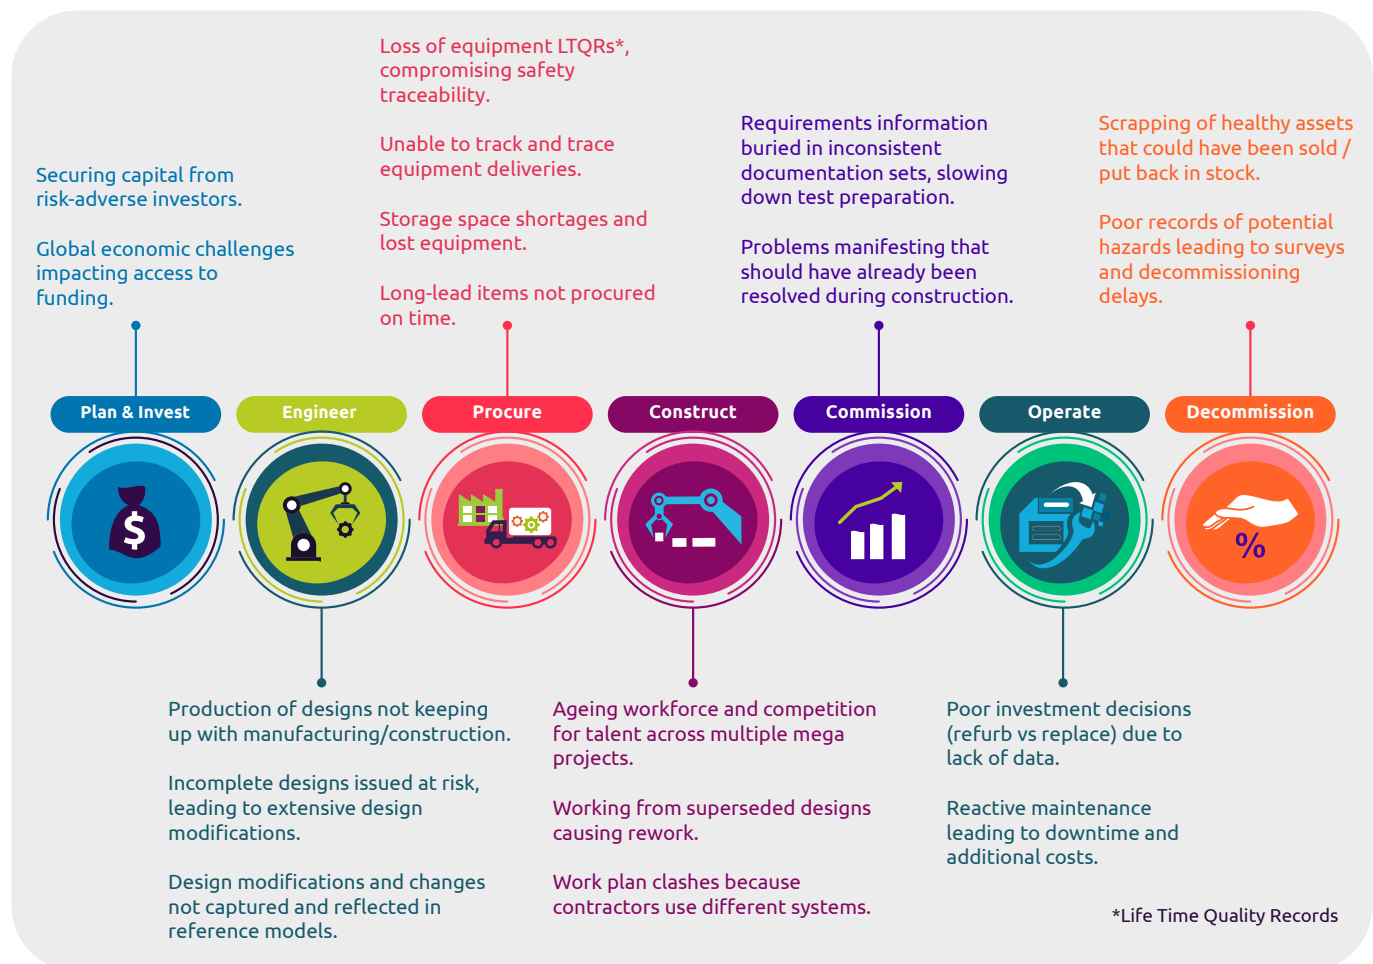 Securing capital from
risk-adverse investors.
Global economic challenges
impacting access to
funding.
Loss of equipment LTQRs*,
compromising safety
traceability.
Unable to track and trace
equipment deliveries.
Storage space shortages and
lost equipment.
Long-lead items not procured
on time.
Requirements information
buried in inconsistent
documentation sets, slowing
down test preparation.
Problems manifesting that
should have already been
resolved during construction.
Scrapping of healthy assets
that could have been sold /
put back in stock.
Poor records of potential
hazards leading to surveys
and decommissioning
delays.
Plan & Invest
Engineer
Procure
Construct
Commission
Operate
Decommission
$
%
Production of designs not keeping
up with manufacturing/construction.
Incomplete designs issued at risk,
leading to extensive design
modifications.
Design modifications and changes
not captured and reflected in
reference models.
Ageing workforce and competition
for talent across multiple mega
projects.
Working from superseded designs
causing rework.
Work plan clashes because
contractors use different systems.
Poor investment decisions
(refurb vs replace) due to
lack of data.
Reactive maintenance
leading to downtime and
additional costs.
*Life Time Quality Records